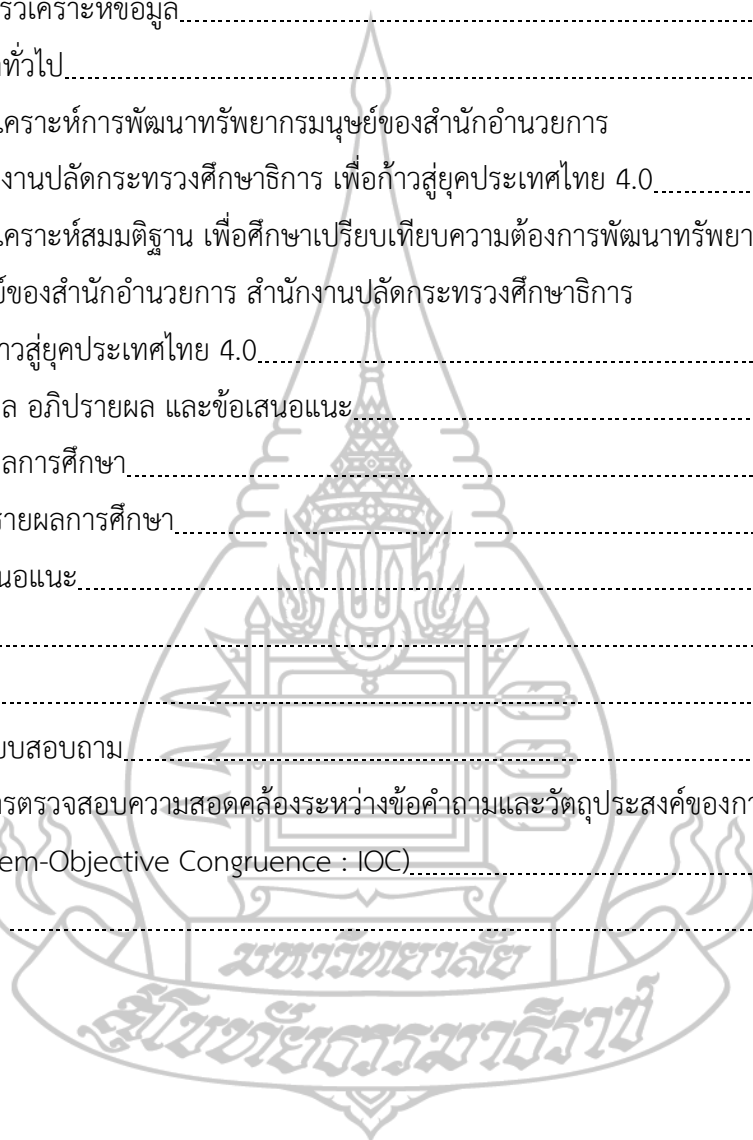 รวิเคราะห์ข้อมูล
ทั่วไป
เคราะห์การพัฒนาทรัพยากรมนุษย์ของสำนักอำนวยการ
งานปลัดกระทรวงศึกษาธิการ เพื่อก้าวสู่ยุคประเทศไทย 4.0
เคราะห์สมมติฐาน เพื่อศึกษาเปรียบเทียบความต้องการพัฒนาทรัพยา
ย์ของสำนักอำนวยการ สำนักงานปลัดกระทรวงศึกษาธิการ
าวสู่ยุคประเทศไทย 4.0
ล อภิปรายผล และข้อเสนอแนะ
ลการศึกษา
รายผลการศึกษา
นอแนะ
บบสอบถาม
ารตรวจสอบความสอดคล้องระหว่างข้อคำถามและวัตถุประสงค์ของกา
em-Objective Congruence : IOC)
มหาวิทยาลัย
สุโขทัยธรรมาธิราช